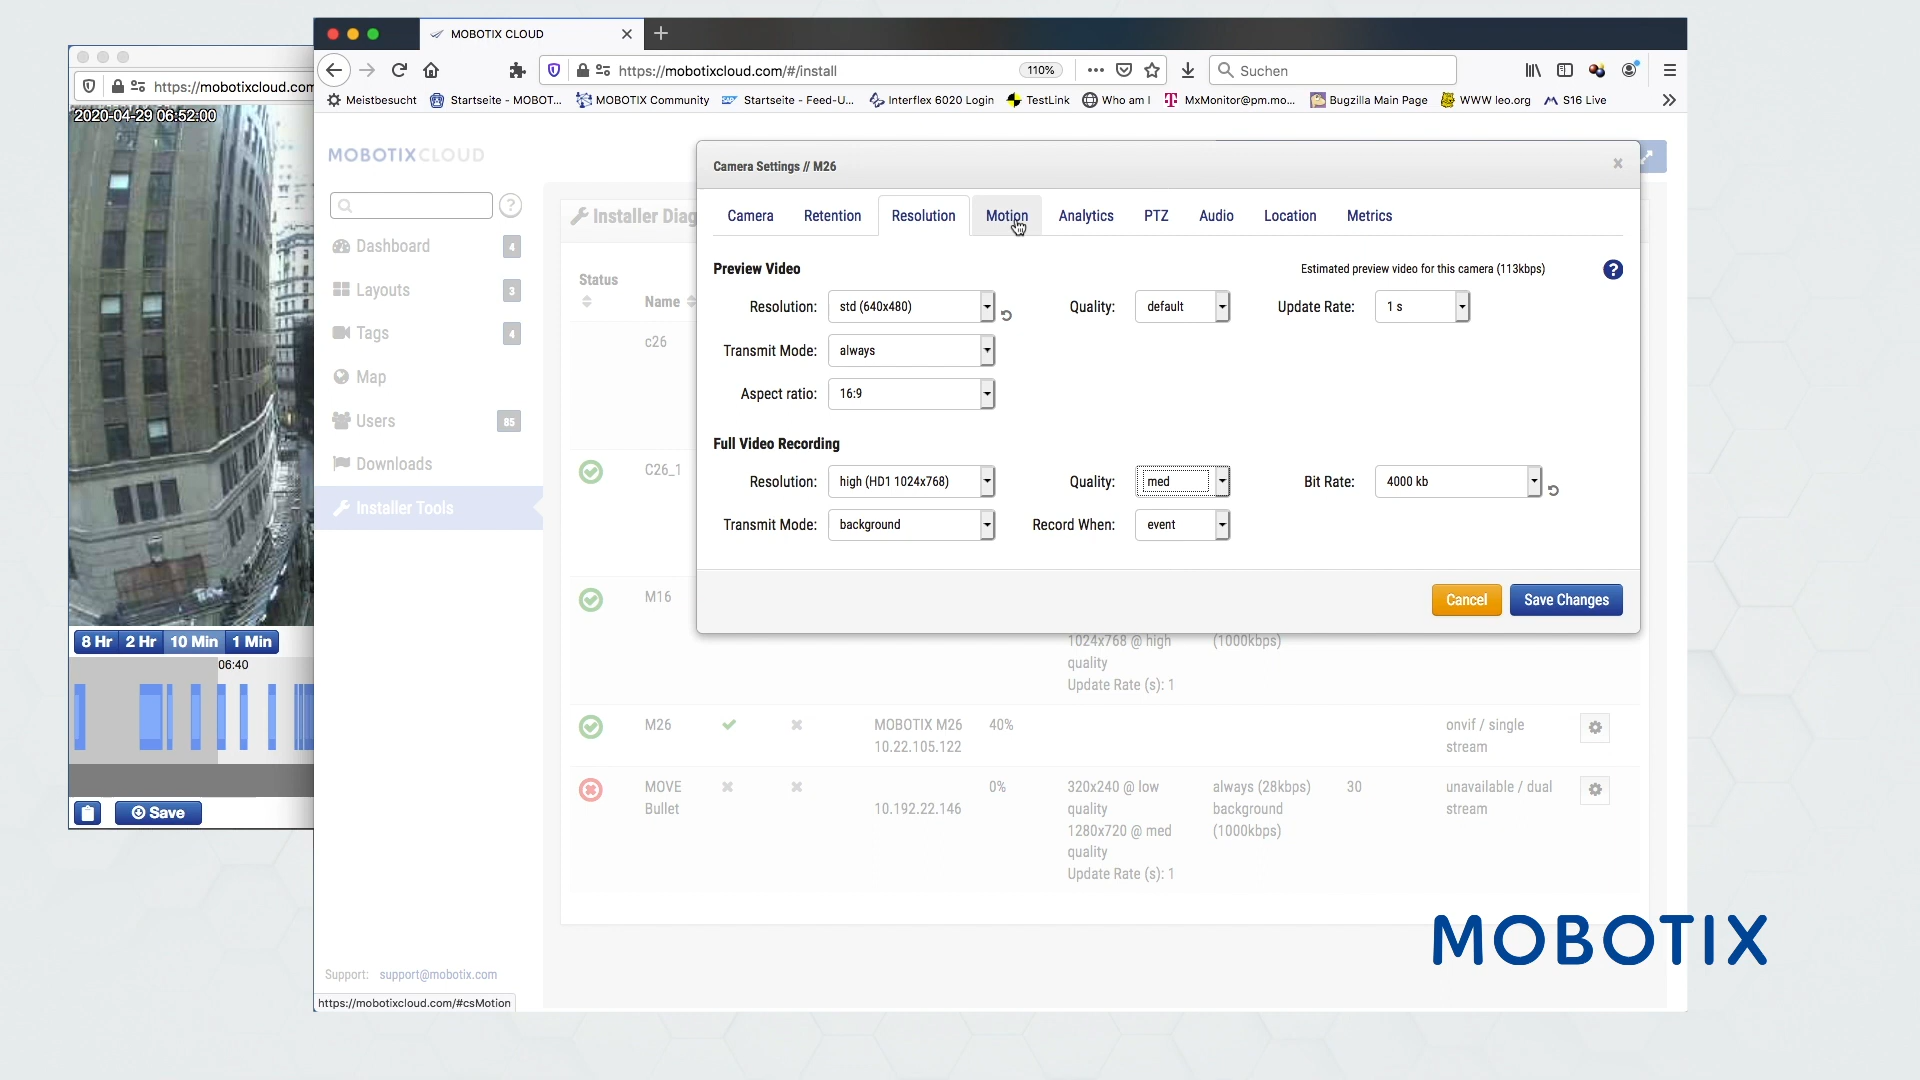 MOBOTIX CLOUD
https://mobotixcloud.com/#/install
110%
Suchen
Meistbesucht
Startseite - MOBOT...
MOBOTIX Community
Startseite - Feed-U...
Interflex 6020 Login
TestLink
Who am I
MxMonitor@pm.mo...
Bugzilla Main Page
WWW leo.org
S16 Live
https://mobotixcloud.com
2020-04-29 06:52:00
8 Hr
2 Hr
10 Min
1 Min
06:40
Save
MOBOTIXCLOUD
Dashboard 4
Layouts 3
Tags 4
Map
Users 85
Downloads
Installer Tools
Support: support@mobotix.com
https://mobotixcloud.com/#csMotion
Installer Diag
Status
Name
c26
C26_1
M16
1024x768 @ high
quality
Update Rate (s): 1
(1000kbps)
M26
MOBOTIX M26
10.22.105.122
40%
onvif / single
stream
MOVE
Bullet
10.192.22.146
0%
320x240 @ low
quality
1280x720 @ med
quality
Update Rate (s): 1
always (28kbps)
background
(1000kbps)
30
unavailable / dual
stream
Camera Settings // M26
Camera
Retention
Resolution
Motion
Analytics
PTZ
Audio
Location
Metrics
Preview Video
Estimated preview video for this camera (113kbps)
Resolution: std (640x480)
Quality: default
Update Rate: 1 s
Transmit Mode: always
Aspect ratio: 16:9
Full Video Recording
Resolution: high (HD1 1024x768)
Quality: med
Bit Rate: 4000 kb
Transmit Mode: background
Record When: event
Cancel
Save Changes
MOBOTIX